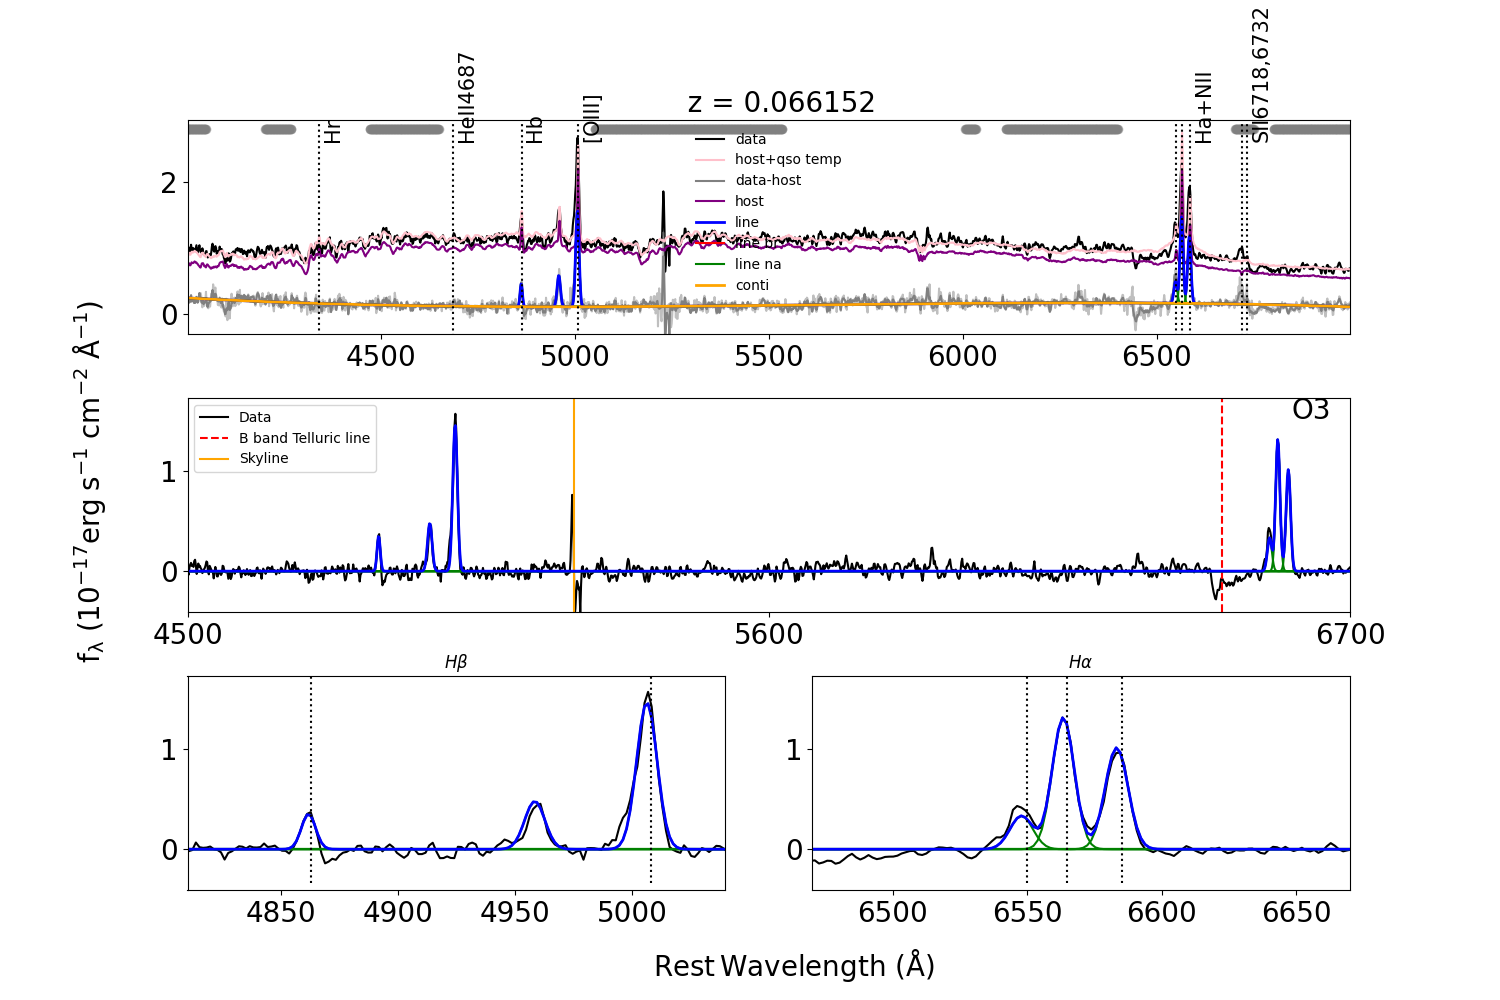 z = 0.066152
Hr
HeII4687
Hb
[OIII]
Ha+NII
SII6718,6732
data
host+qso temp
data-host
host
line
line br
line na
conti
2
0
4500
5000
5500
6000
6500
Data
B band Telluric line
Skyline
O3
1
0
4500
5600
6700
fλ (10⁻¹⁷erg s⁻¹ cm⁻² Å⁻¹)
Hβ
1
0
4850
4900
4950
5000
Hα
1
0
6500
6550
6600
6650
Rest Wavelength (Å)